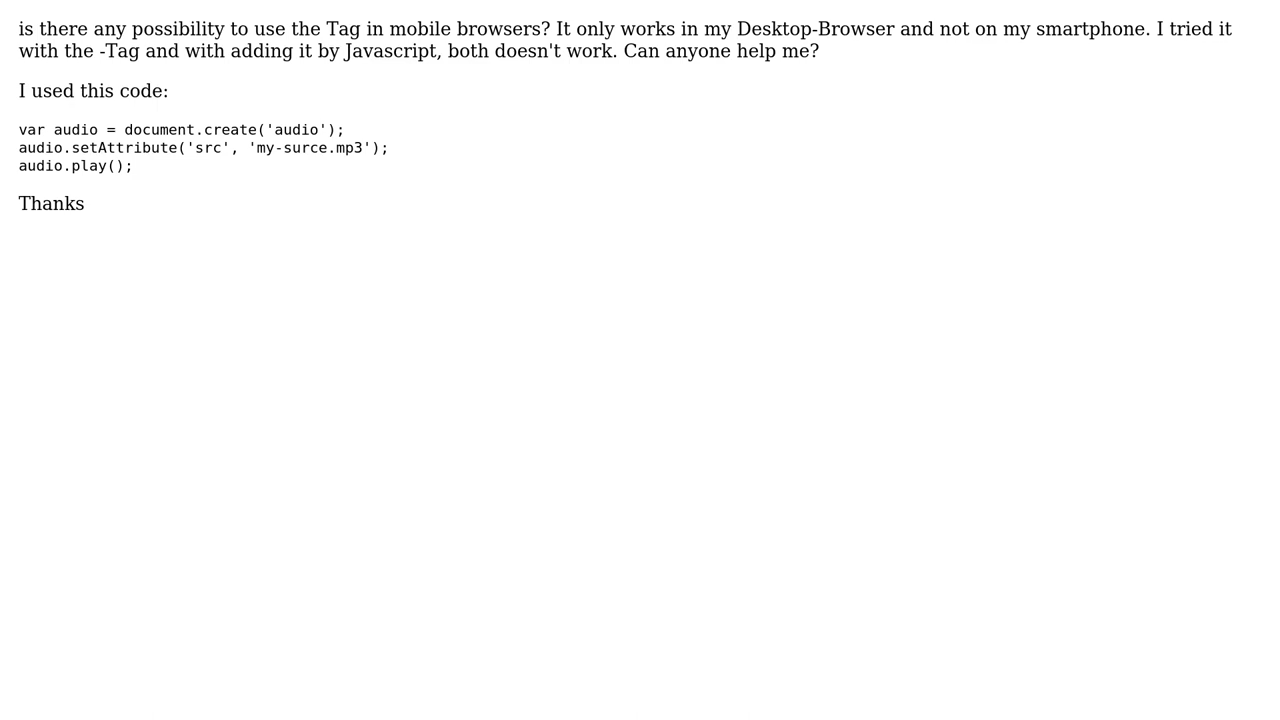 is there any possibility to use the Tag in mobile browsers? It only works in my Desktop-Browser and not on my smartphone. I tried it
with the -Tag and with adding it by Javascript, both doesn't work. Can anyone help me?
I used this code:
var audio = document.create('audio');
audio.setAttribute('src', 'my-surce.mp3');
audio.play();
Thanks